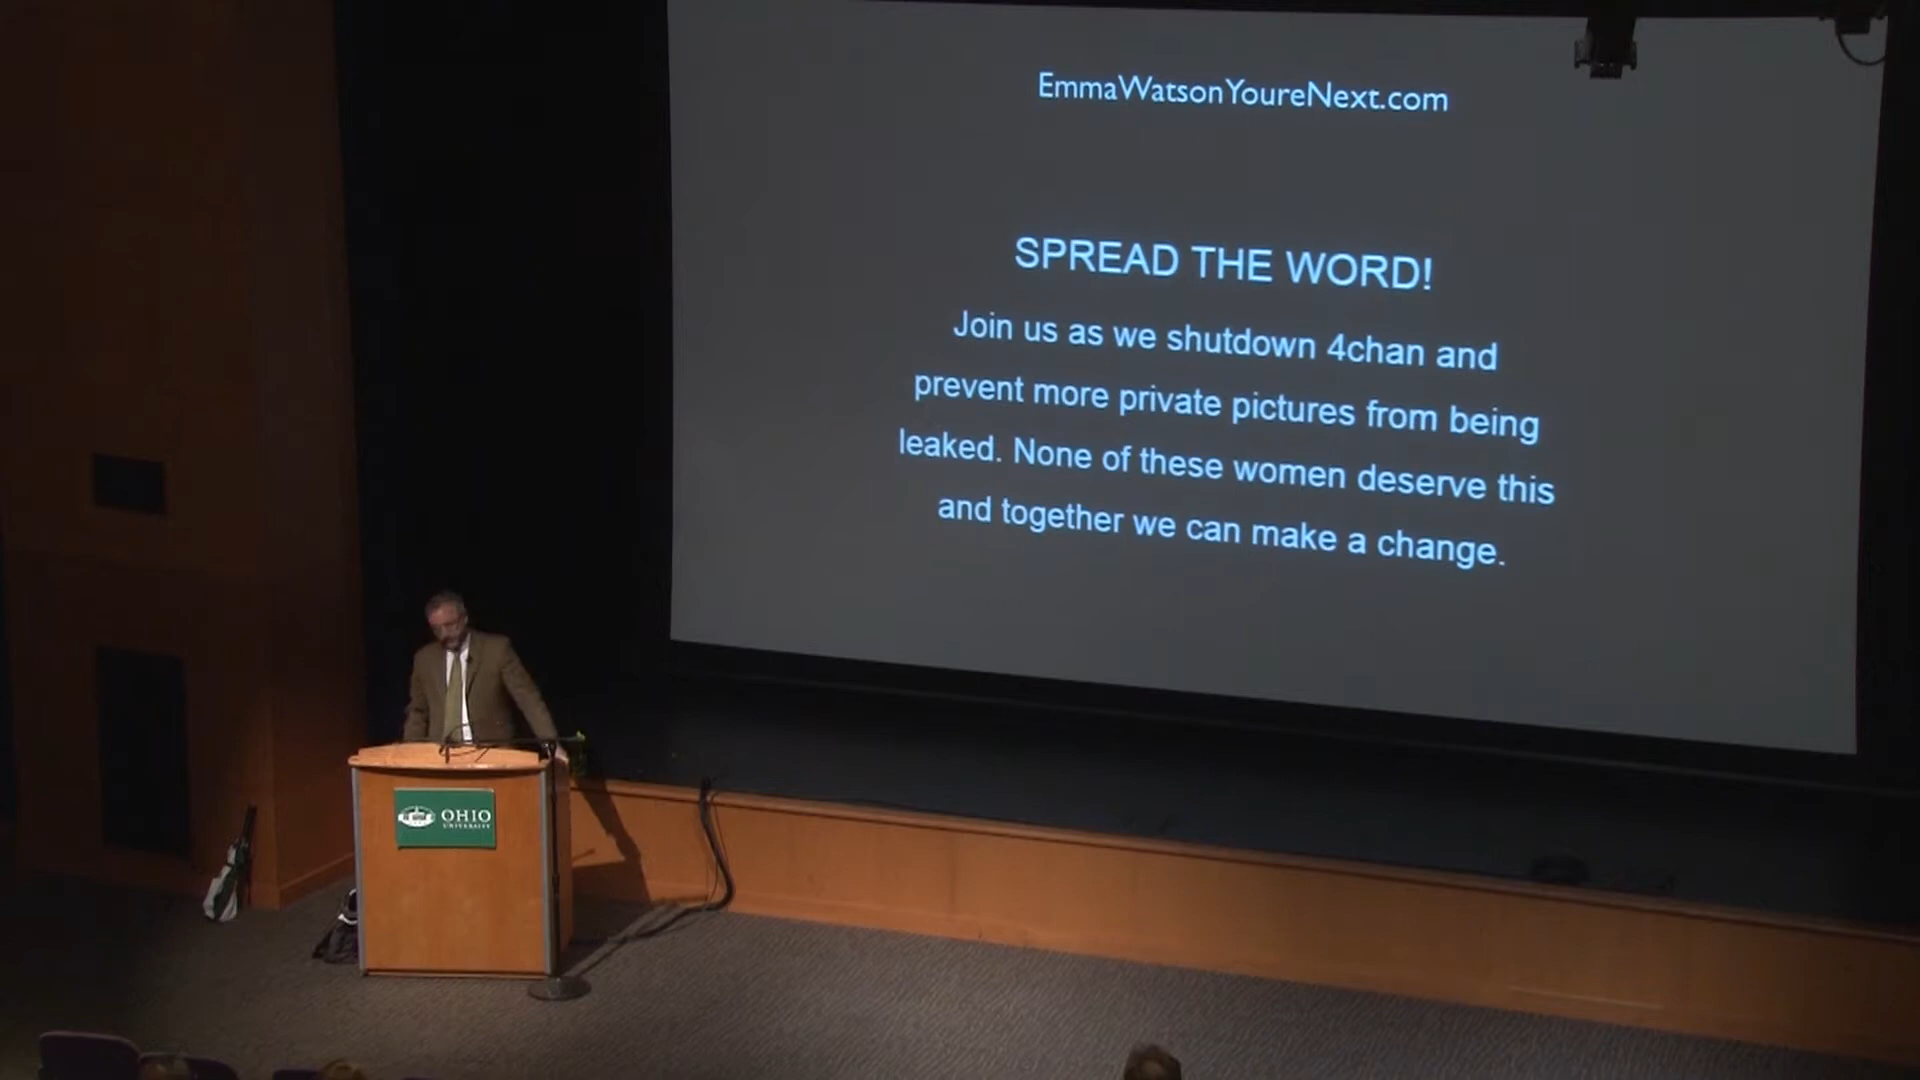 EmmaWatsonYoureNext.com
SPREAD THE WORD!
Join us as we shutdown 4chan and
prevent more private pictures from being
leaked. None of these women deserve this
and together we can make a change.
OHIO
UNIVERSITY